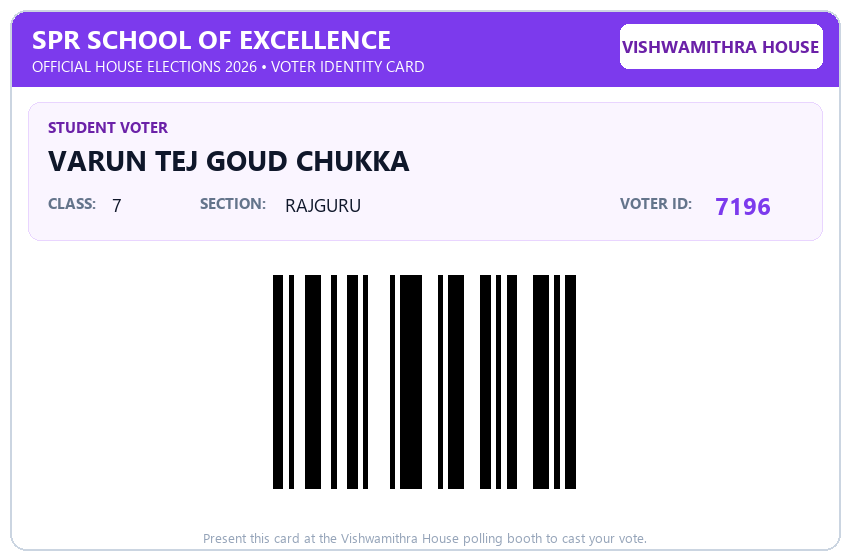 SPR SCHOOL OF EXCELLENCE
OFFICIAL HOUSE ELECTIONS 2026 • VOTER IDENTITY CARD
VISHWAMITHRA HOUSE
STUDENT VOTER
VARUN TEJ GOUD CHUKKA
CLASS: 7 SECTION: RAJGURU VOTER ID: 7196
Present this card at the Vishwamithra House polling booth to cast your vote.